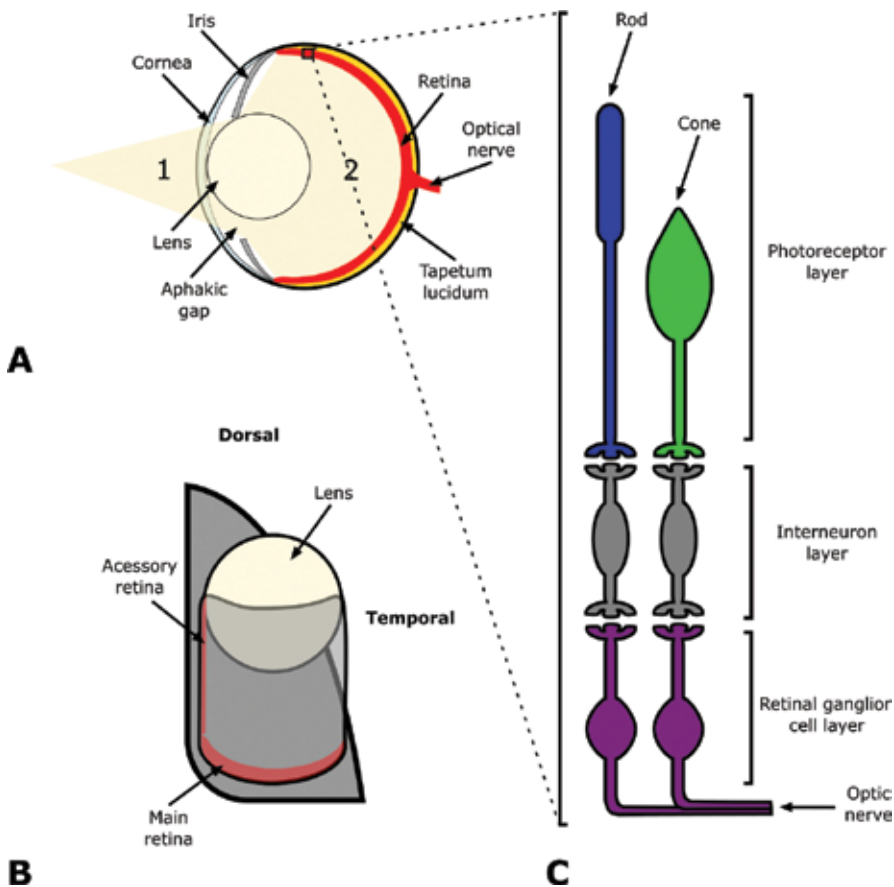 Iris
Cornea
Retina
Optical
nerve
1
2
Lens
Aphakic
gap
Tapetum
lucidum
A
Dorsal
Lens
Acessory
retina
Temporal
Main
retina
B
Rod
Cone
Photoreceptor
layer
Interneuron
layer
Retinal ganglion
cell layer
Optic
nerve
C